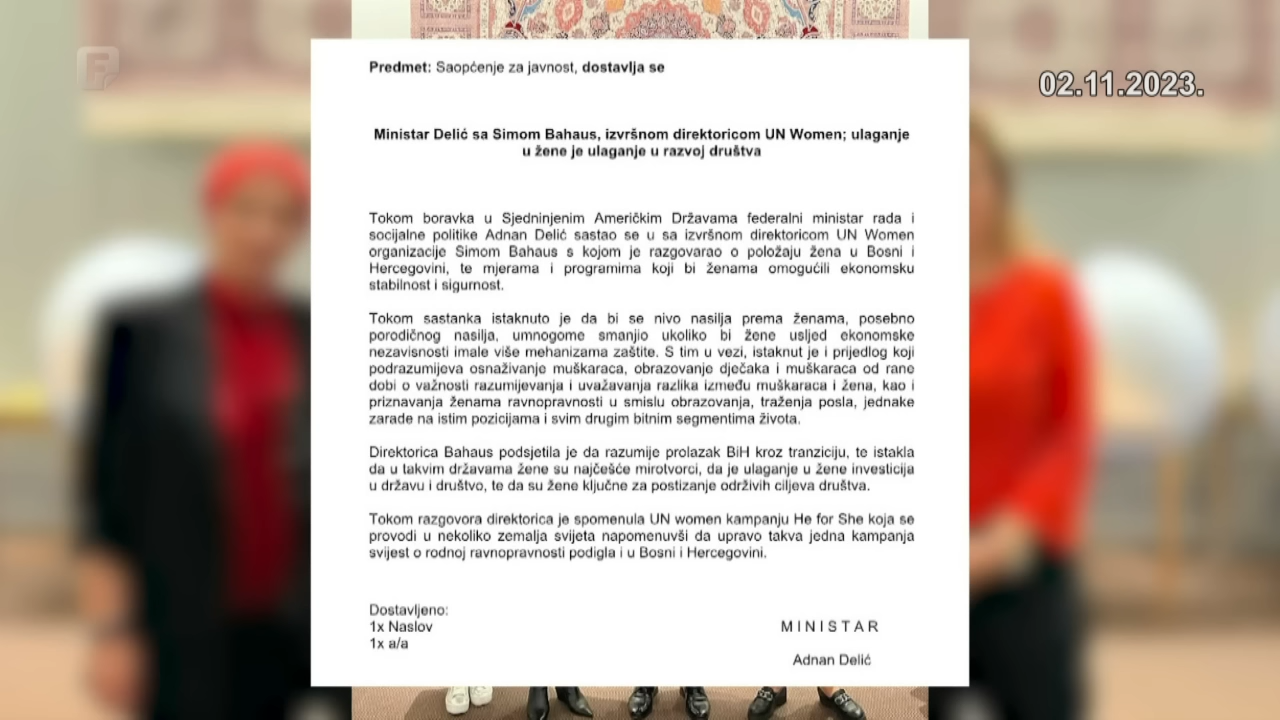 02.11.2023.
Predmet: Saopćenje za javnost, dostavlja se
Ministar Delić sa Simom Bahaus, izvršnom direktoricom UN Women; ulaganje
u žene je ulaganje u razvoj društva
Tokom boravka u Sjedninjenim Američkim Državama federalni ministar rada i
socijalne politike Adnan Delić sastao se u sa izvršnom direktoricom UN Women
organizacije Simom Bahaus s kojom je razgovarao o položaju žena u Bosni i
Hercegovini, te mjerama i programima koji bi ženama omogućili ekonomsku
stabilnost i sigurnost.
Tokom sastanka istaknuto je da bi se nivo nasilja prema ženama, posebno
porodičnog nasilja, umnogome smanjio ukoliko bi žene usljed ekonomske
nezavisnosti imale više mehanizama zaštite. S tim u vezi, istaknut je i prijedlog koji
podrazumijeva osnaživanje muškaraca, obrazovanje dječaka i muškaraca od rane
dobi o važnosti razumijevanja i uvažavanja razlika između muškaraca i žena, kao i
priznavanja ženama ravnopravnosti u smislu obrazovanja, traženja posla, jednake
zarade na istim pozicijama i svim drugim bitnim segmentima života.
Direktorica Bahaus podsjetila je da razumije prolazak BiH kroz tranziciju, te istakla
da u takvim državama žene su najčešće mirotvorci, da je ulaganje u žene investicija
u državu i društvo, te da su žene ključne za postizanje održivih ciljeva društva.
Tokom razgovora direktorica je spomenula UN women kampanju He for She koja se
provodi u nekoliko zemalja svijeta napomenuvši da upravo takva jedna kampanja
svijest o rodnoj ravnopravnosti podigla i u Bosni i Hercegovini.
Dostavljeno:
1x Naslov
1x a/a
MINISTAR
Adnan Delić